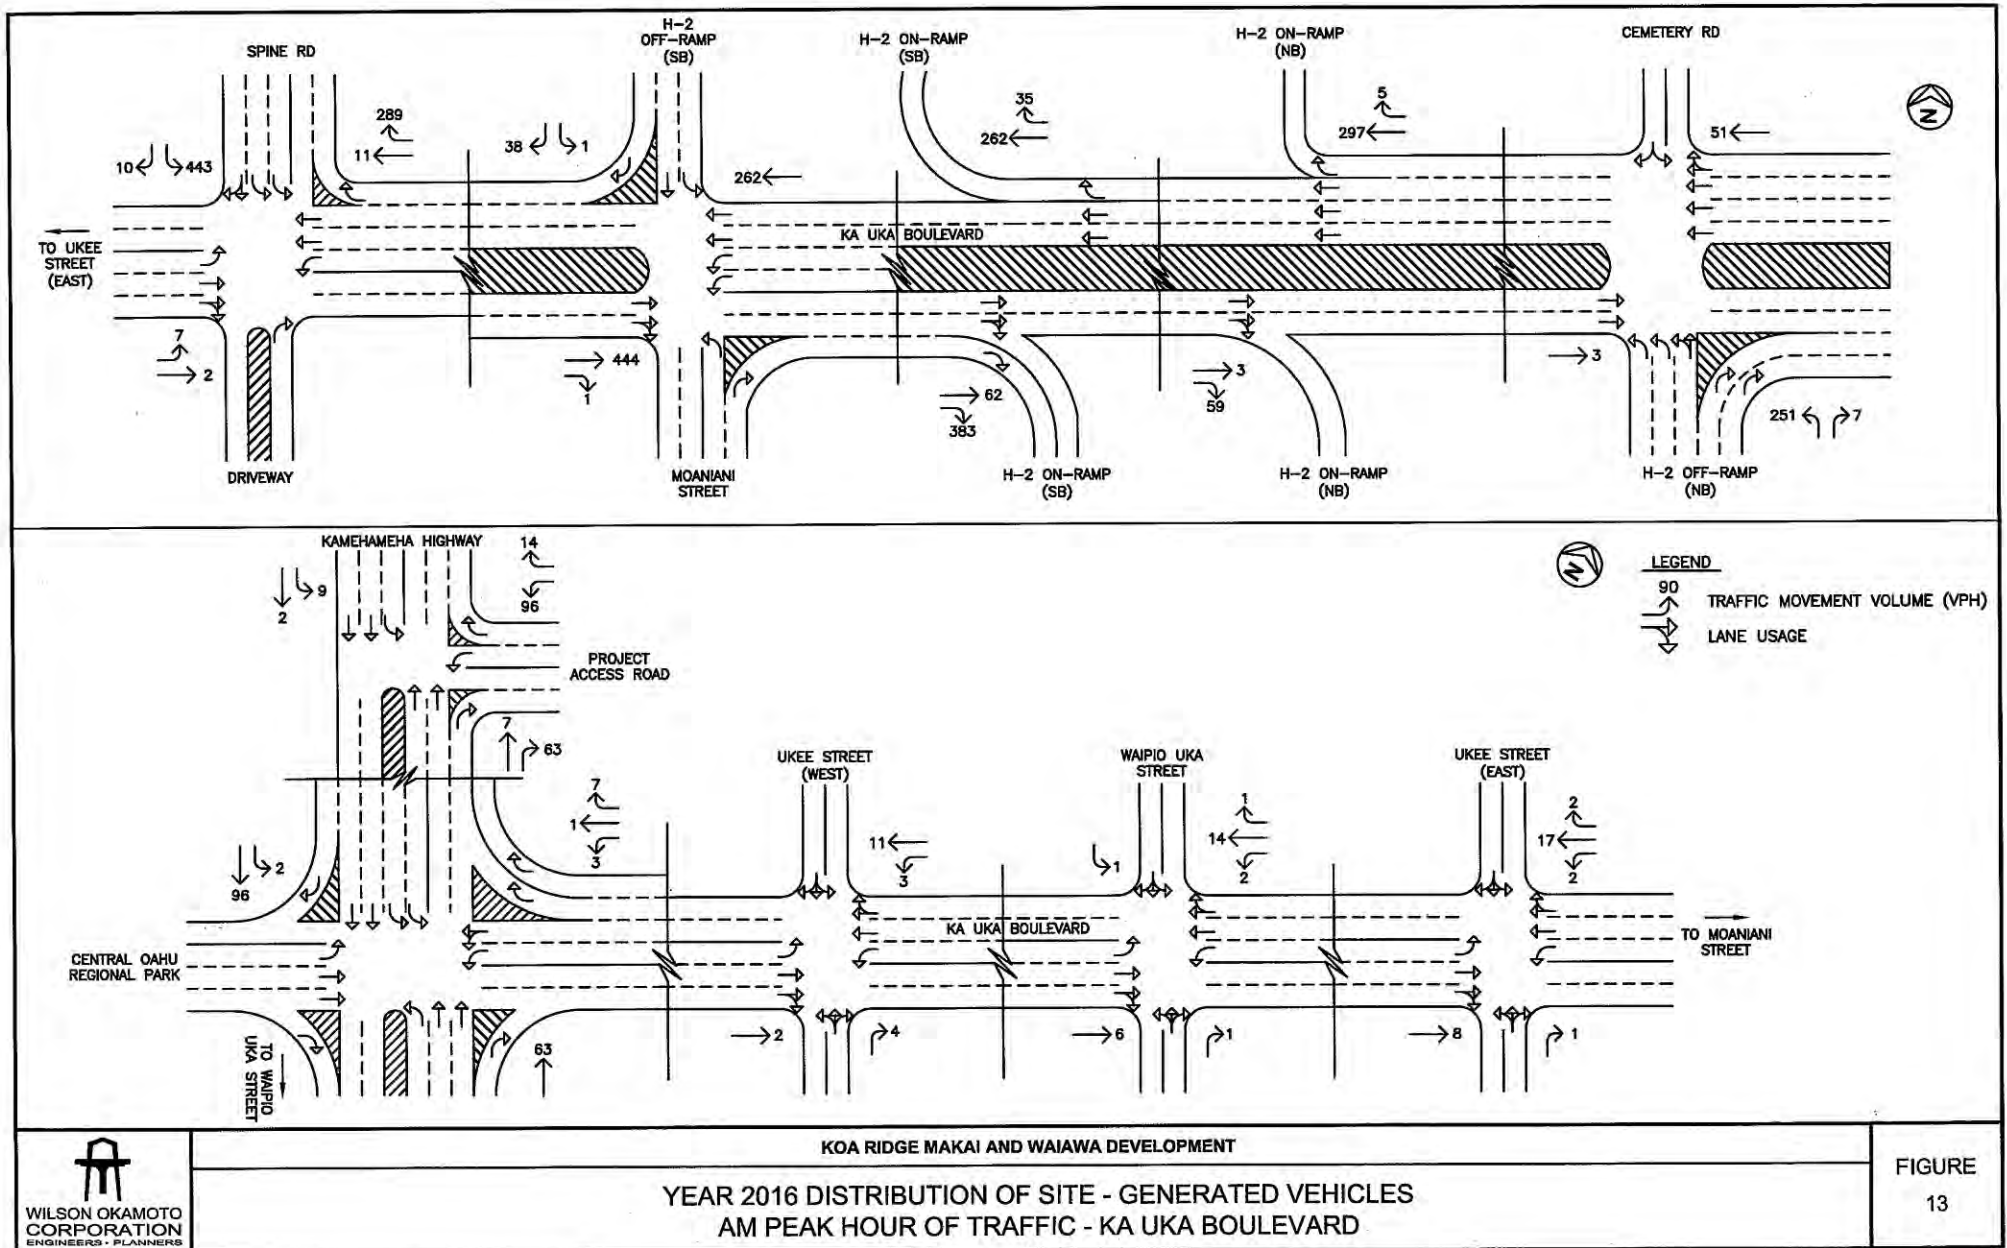 SPINE RD
H-2
OFF-RAMP
(SB)
H-2 ON-RAMP
(SB)
H-2 ON-RAMP
(NB)
CEMETERY RD
N
10 443
289
11
38 1
262
35
262
5
297
51
TO UKEE
STREET
(EAST)
KA UKA BOULEVARD
7
2
444
1
62
383
3
59
3
251 7
DRIVEWAY
MOANIANI
STREET
H-2 ON-RAMP
(SB)
H-2 ON-RAMP
(NB)
H-2 OFF-RAMP
(NB)
KAMEHAMEHA HIGHWAY
9
2
14
96
N
LEGEND
90
TRAFFIC MOVEMENT VOLUME (VPH)
LANE USAGE
PROJECT
ACCESS ROAD
7
63
UKEE STREET
(WEST)
WAIPIO UKA
STREET
UKEE STREET
(EAST)
2
96
7
1
3
11
3
1
1
14
2
2
17
2
CENTRAL OAHU
REGIONAL PARK
KA UKA BOULEVARD
TO MOANIANI
STREET
TO WAIPIO
UKA STREET
63
2
4
6
1
8
1
WILSON OKAMOTO
CORPORATION
ENGINEERS · PLANNERS
KOA RIDGE MAKAI AND WAIAWA DEVELOPMENT
YEAR 2016 DISTRIBUTION OF SITE - GENERATED VEHICLES
AM PEAK HOUR OF TRAFFIC - KA UKA BOULEVARD
FIGURE
13